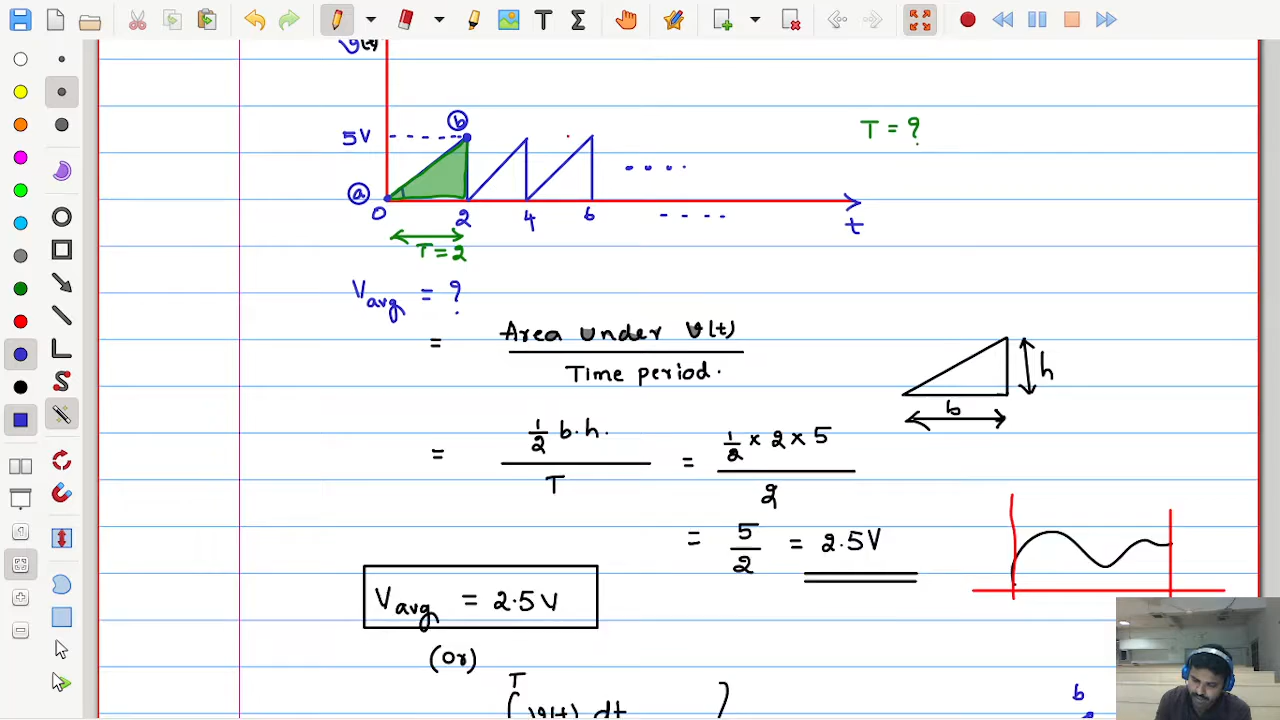 v(t)
5V
b
T = ?
a
0 2 4 6
t
T = 2
Vavg = ?
= Area under v(t) / Time period.
h
b
= 1/2 b.h. / T = 1/2 × 2 × 5 / 2
= 5/2 = 2.5V
Vavg = 2.5V
(Or)
T
∫ v(t) dt
b